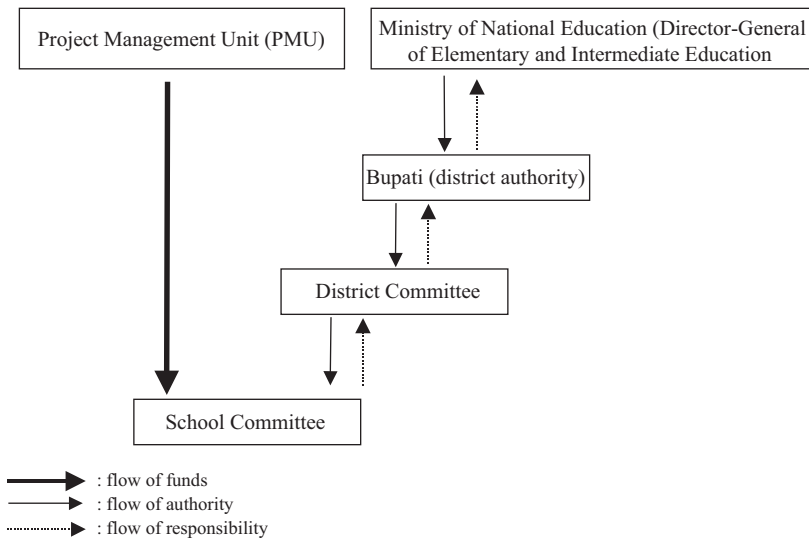 Project Management Unit (PMU)
Ministry of National Education (Director-General
of Elementary and Intermediate Education
Bupati (district authority)
District Committee
School Committee
: flow of funds
: flow of authority
: flow of responsibility